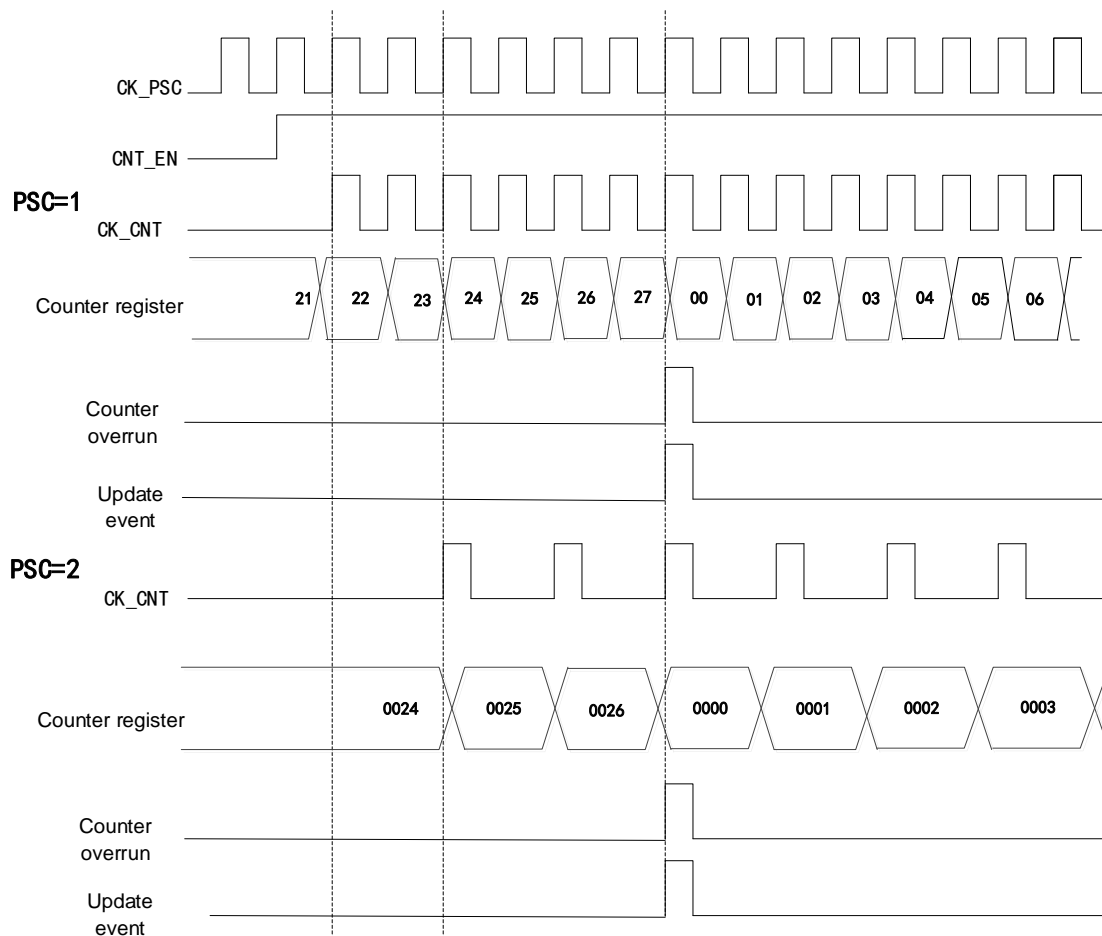 CK_PSC
CNT_EN
PSC=1
CK_CNT
Counter register
21 22 23 24 25 26 27 00 01 02 03 04 05 06
Counter
overrun
Update
event
PSC=2
CK_CNT
Counter register
0024 0025 0026 0000 0001 0002 0003
Counter
overrun
Update
event